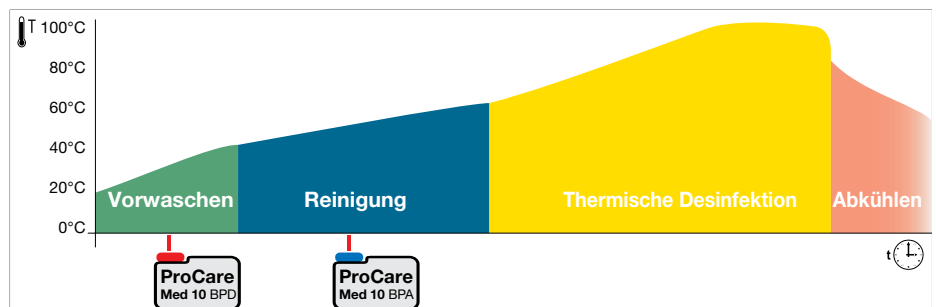 T 100°C
80°C
60°C
40°C
20°C
0°C
Vorwaschen
Reinigung
Thermische Desinfektion
Abkühlen
t
ProCare
Med 10 BPD
ProCare
Med 10 BPA